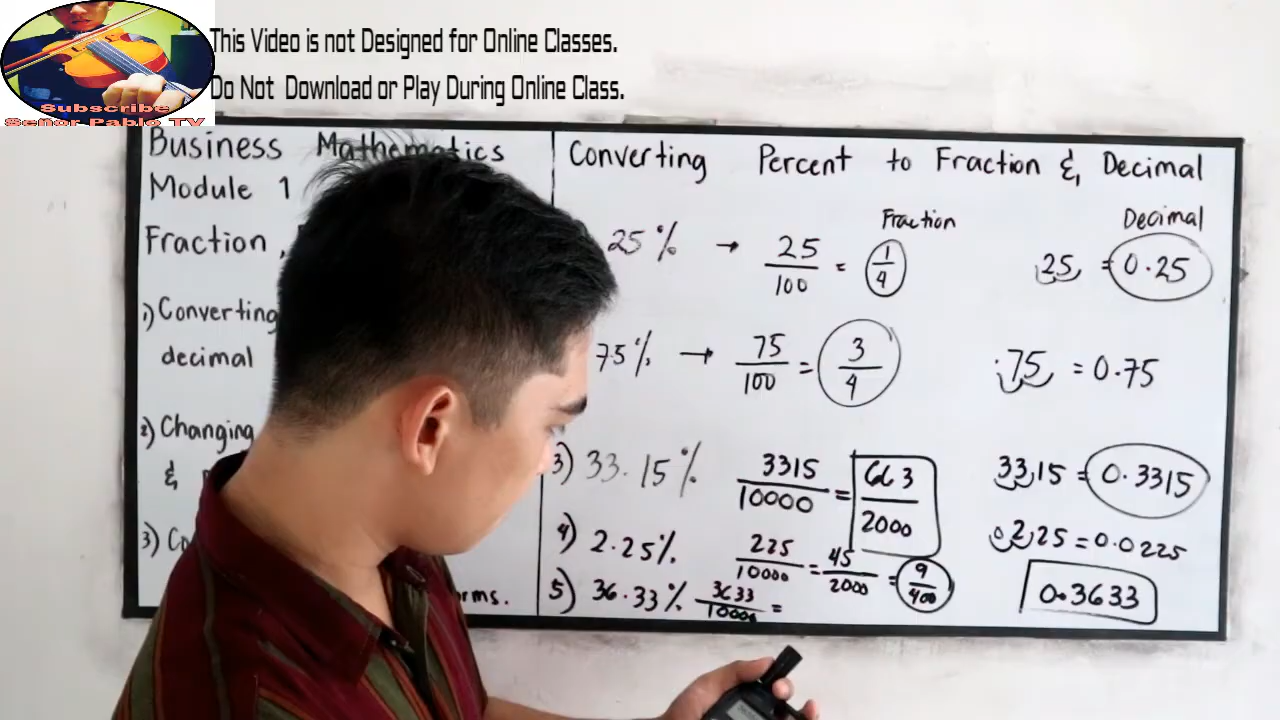 This Video is not Designed for Online Classes.
Do Not Download or Play During Online Class.
Subscribe
Señor Pablo TV
Business Mathematics
Module 1
Fraction,
1) Converting
decimal
2) Changing
&
3) Co
orms.
Converting Percent to Fraction & Decimal
Fraction Decimal
25% → 25/100 = 1/4 25 = 0.25
75% → 75/100 = 3/4 .75 = 0.75
3) 33.15% 3315/10000 = 663/2000 33.15 = 0.3315
4) 2.25% 225/10000 = 45/2000 = 9/400 02.25 = 0.0225
5) 36.33% 3633/10000 = 0.3633